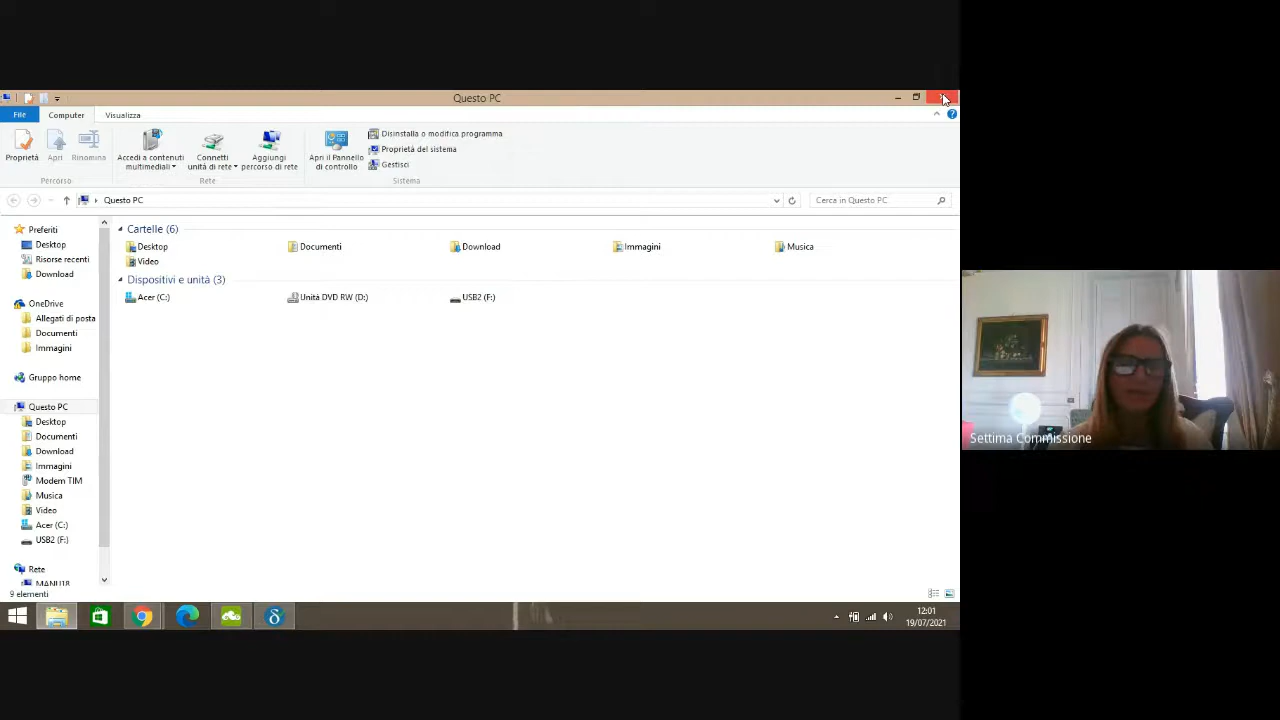 Questo PC
File Computer Visualizza
Proprietà Apri Rinomina Accedi a contenuti multimediali Connetti unità di rete Aggiungi percorso di rete Apri il Pannello di controllo
Disinstalla o modifica programma
Proprietà del sistema
Gestisci
Percorso Rete Sistema
Questo PC Cerca in Questo PC
Preferiti
Desktop
Risorse recenti
Download
OneDrive
Allegati di posta
Documenti
Immagini
Gruppo home
Questo PC
Desktop
Documenti
Download
Immagini
Modem TIM
Musica
Video
Acer (C:)
USB2 (F:)
Rete
MANU18
Cartelle (6)
Desktop Documenti Download Immagini Musica
Video
Dispositivi e unità (3)
Acer (C:) Unità DVD RW (D:) USB2 (F:)
9 elementi
12:01
19/07/2021
Settima Commissione